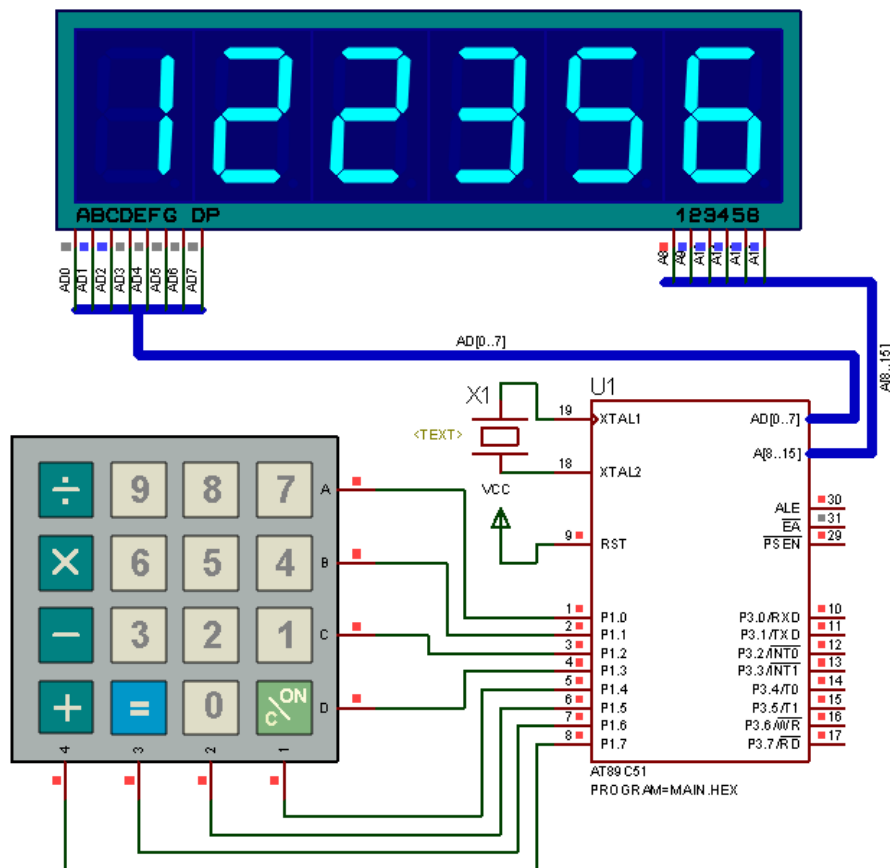 122356
ABCDEFG DP
123456
AD0
AD1
AD2
AD3
AD4
AD5
AD6
AD7
A8
A9
AD[0..7]
A[8..15]
X1
<TEXT>
U1
19
XTAL1
18
XTAL2
VCC
9
RST
AD[0..7]
A[8..15]
ALE
30
EA
31
PSEN
29
1
P1.0
2
P1.1
3
P1.2
4
P1.3
5
P1.4
6
P1.5
7
P1.6
8
P1.7
P3.0/RXD
10
P3.1/TXD
11
P3.2/INT0
12
P3.3/INT1
13
P3.4/T0
14
P3.5/T1
15
P3.6/WR
16
P3.7/RD
17
AT89C51
PROGRAM=MAIN.HEX
÷ 9 8 7 A
× 6 5 4 B
− 3 2 1 C
+ = 0 ON/C D
4 3 2 1